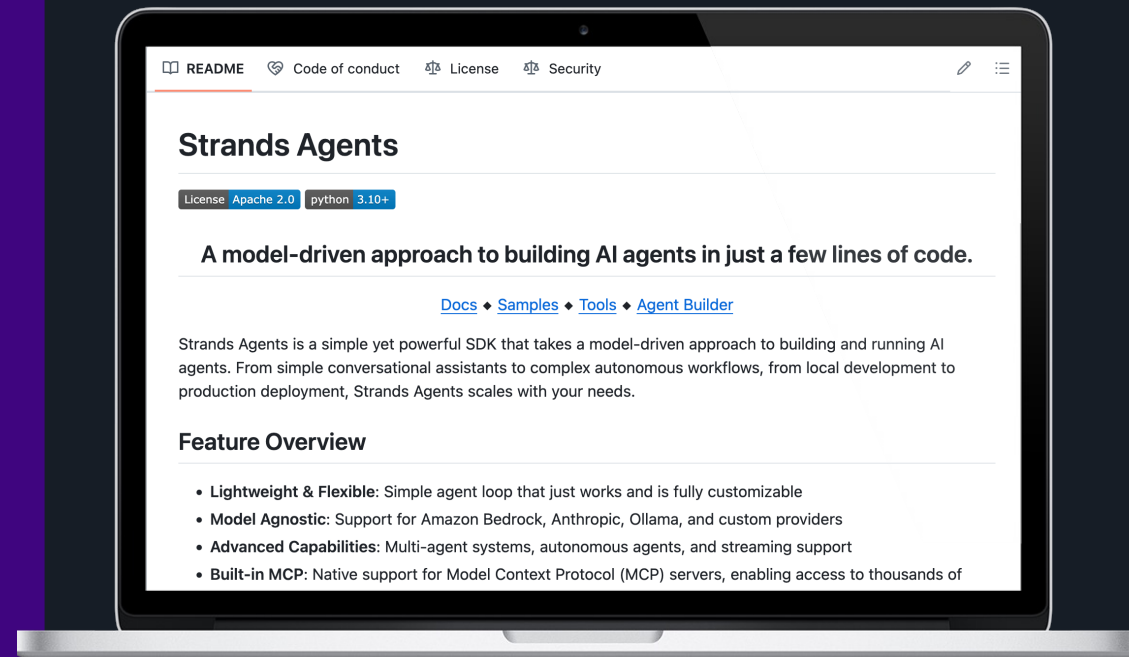 README Code of conduct License Security
Strands Agents
License Apache 2.0 python 3.10+
A model-driven approach to building AI agents in just a few lines of code.
Docs ◆ Samples ◆ Tools ◆ Agent Builder
Strands Agents is a simple yet powerful SDK that takes a model-driven approach to building and running AI
agents. From simple conversational assistants to complex autonomous workflows, from local development to
production deployment, Strands Agents scales with your needs.
Feature Overview
• Lightweight & Flexible: Simple agent loop that just works and is fully customizable
• Model Agnostic: Support for Amazon Bedrock, Anthropic, Ollama, and custom providers
• Advanced Capabilities: Multi-agent systems, autonomous agents, and streaming support
• Built-in MCP: Native support for Model Context Protocol (MCP) servers, enabling access to thousands of